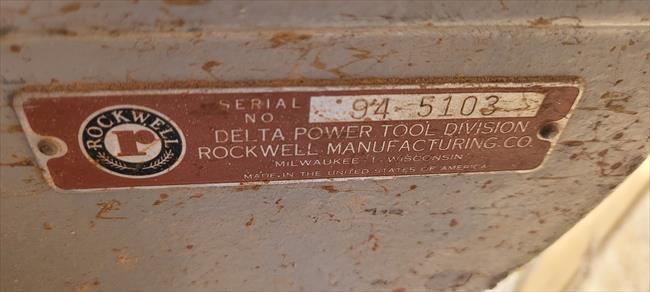 ROCKWELL
SERIAL
NO. 94-5103
DELTA POWER TOOL DIVISION
ROCKWELL MANUFACTURING CO.
MILWAUKEE 1, WISCONSIN
MADE IN THE UNITED STATES OF AMERICA